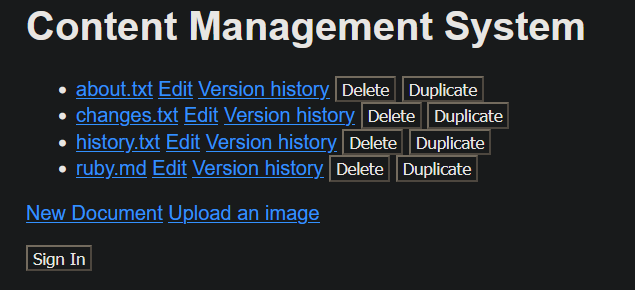 Content Management System
about.txt Edit Version history Delete Duplicate
changes.txt Edit Version history Delete Duplicate
history.txt Edit Version history Delete Duplicate
ruby.md Edit Version history Delete Duplicate
New Document Upload an image
Sign In